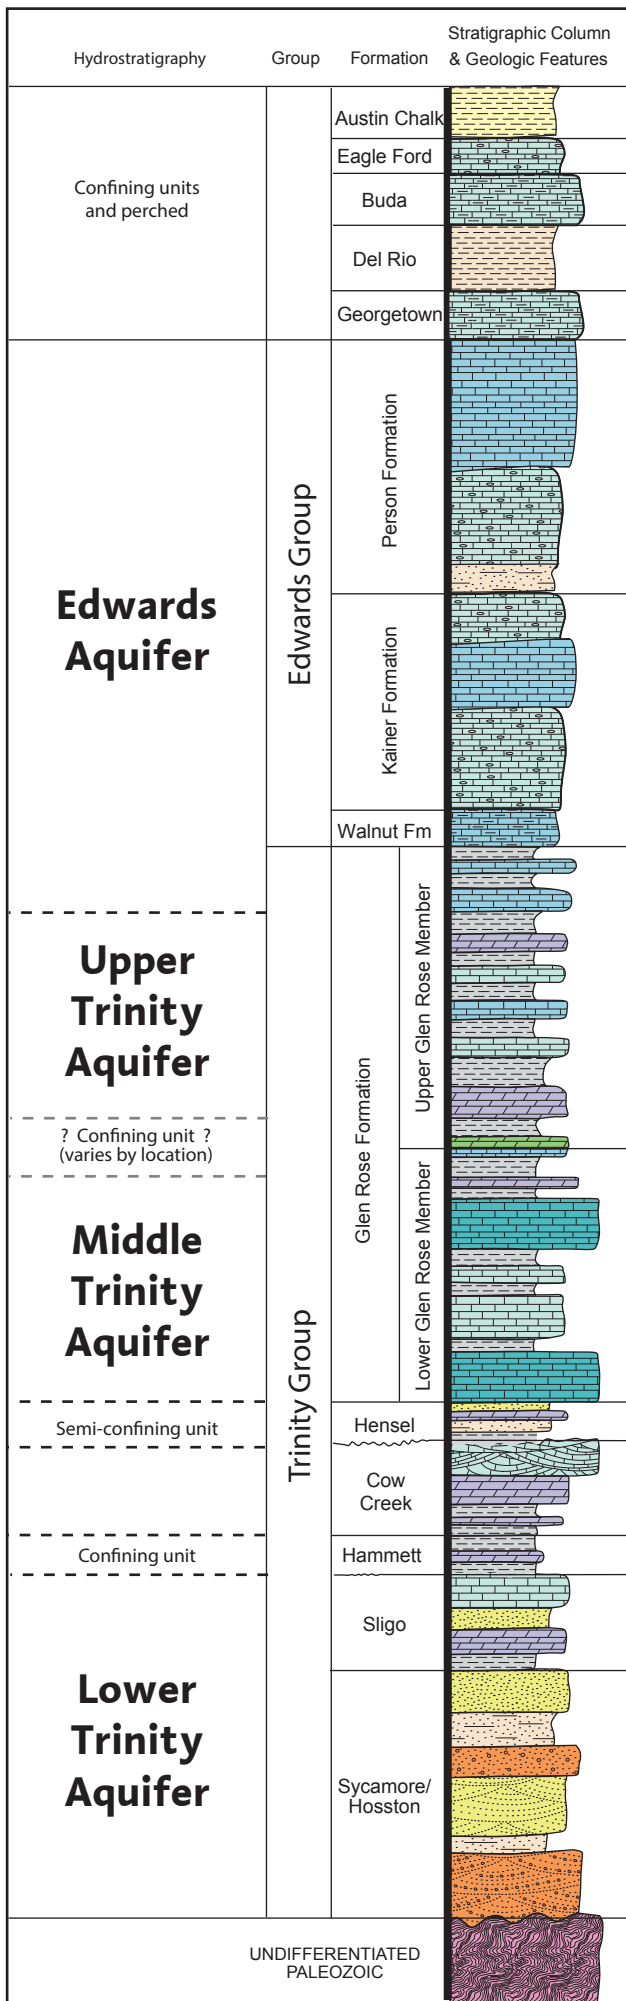 Hydrostratigraphy
Group
Formation
Stratigraphic Column
& Geologic Features
Confining units
and perched
Austin Chalk
Eagle Ford
Buda
Del Rio
Georgetown
Edwards
Aquifer
Edwards Group
Person Formation
Kainer Formation
Walnut Fm
Upper
Trinity
Aquifer
? Confining unit ?
(varies by location)
Middle
Trinity
Aquifer
Semi-confining unit
Confining unit
Lower
Trinity
Aquifer
Trinity Group
Glen Rose Formation
Upper Glen Rose Member
Lower Glen Rose Member
Hensel
Cow
Creek
Hammett
Sligo
Sycamore/
Hosston
UNDIFFERENTIATED
PALEOZOIC